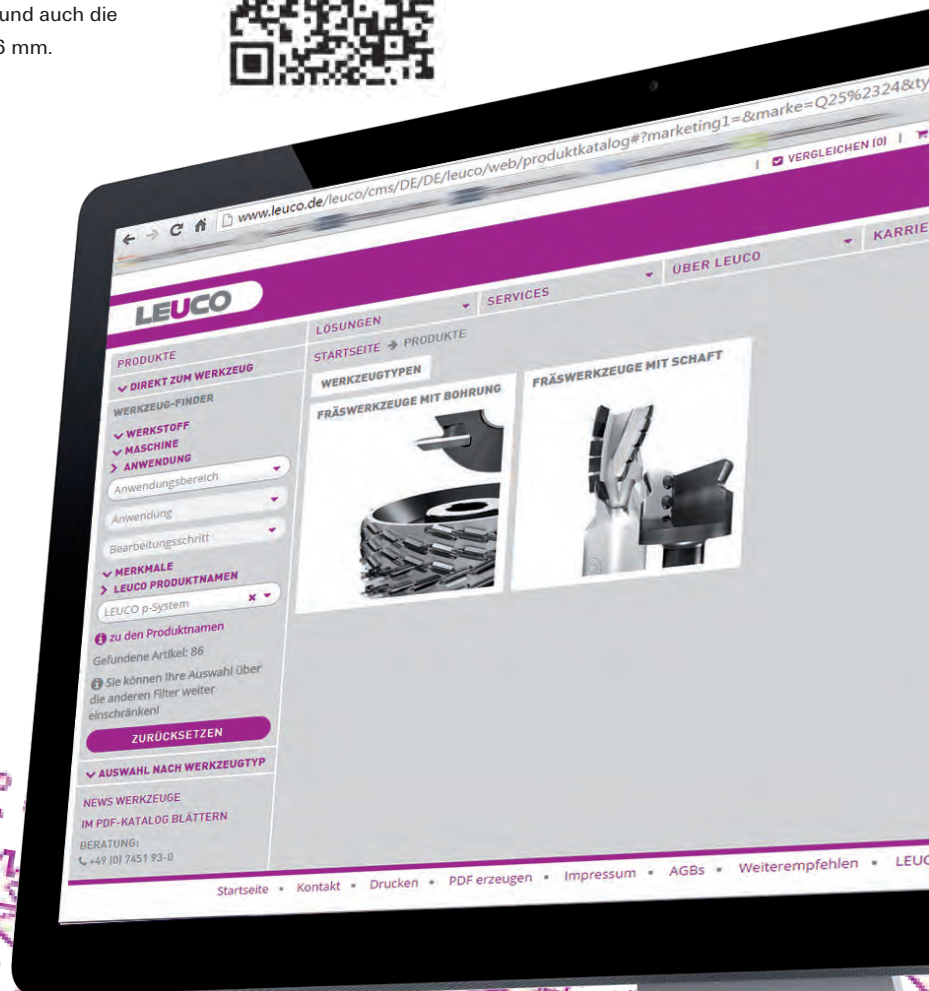 und auch die
6 mm.
www.leuco.de/leuco/cms/DE/DE/leuco/web/produktkatalog#?marketing1=&marke=Q25%2324&ty
VERGLEICHEN (0)
LEUCO
LÖSUNGEN
SERVICES
ÜBER LEUCO
KARRIE
PRODUKTE
DIREKT ZUM WERKZEUG
WERKZEUG-FINDER
WERKSTOFF
MASCHINE
ANWENDUNG
Anwendungsbereich
Anwendung
Bearbeitungsschritt
MERKMALE
LEUCO PRODUKTNAMEN
LEUCO p-System
zu den Produktnamen
Gefundene Artikel: 86
Sie können Ihre Auswahl über
die anderen Filter weiter
einschränken!
ZURÜCKSETZEN
AUSWAHL NACH WERKZEUGTYP
NEWS WERKZEUGE
IM PDF-KATALOG BLÄTTERN
BERATUNG:
+49 (0) 7451 93-0
STARTSEITE → PRODUKTE
WERKZEUGTYPEN
FRÄSWERKZEUGE MIT BOHRUNG
FRÄSWERKZEUGE MIT SCHAFT
Startseite • Kontakt • Drucken • PDF erzeugen • Impressum • AGBs • Weiterempfehlen • LEUC